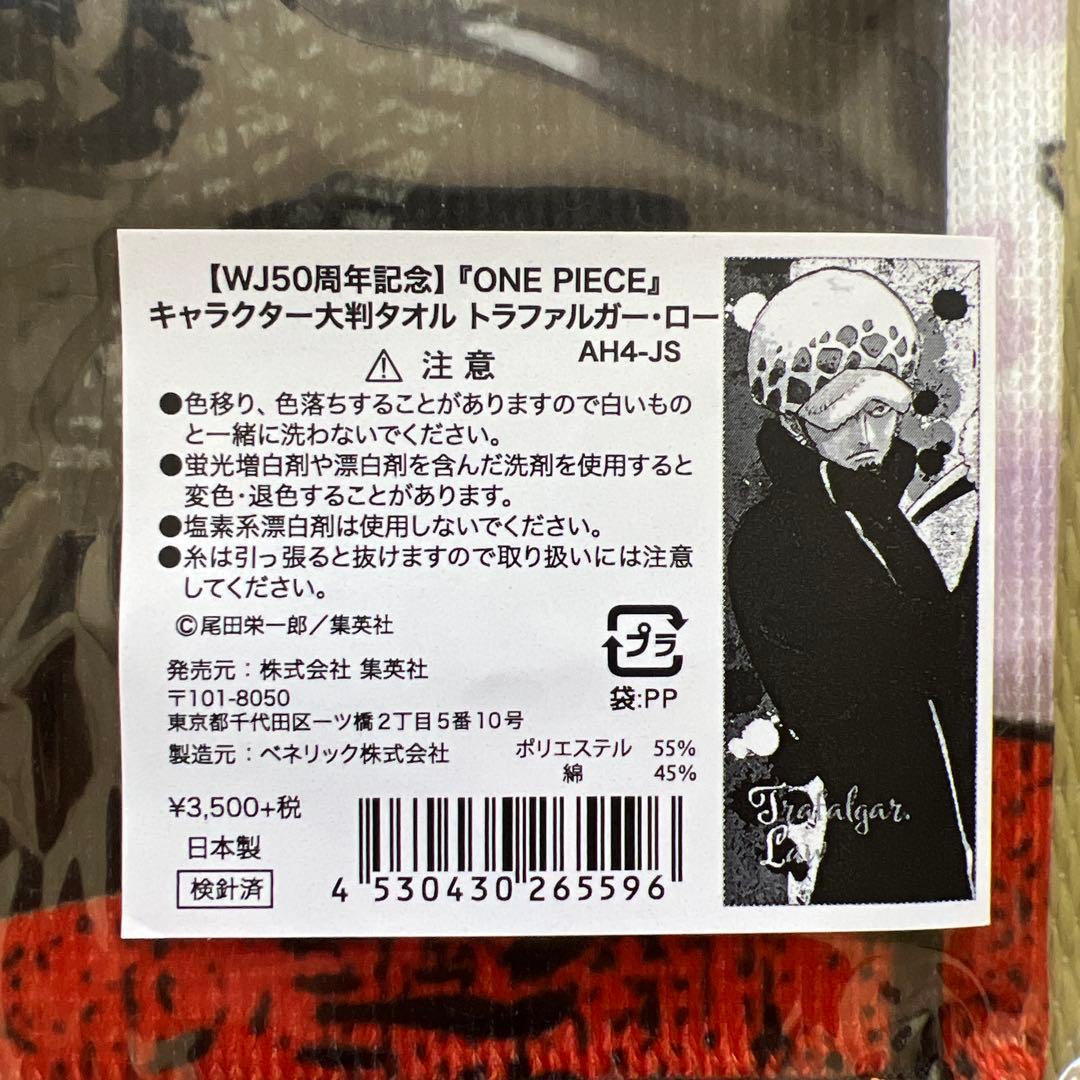 【WJ50周年記念】『ONE PIECE』
キャラクター大判タオル トラファルガー・ロー
AH4-JS
⚠ 注意
●色移り、色落ちすることがありますので白いもの
と一緒に洗わないでください。
●蛍光増白剤や漂白剤を含んだ洗剤を使用すると
変色・退色することがあります。
●塩素系漂白剤は使用しないでください。
●糸は引っ張ると抜けますので取り扱いには注意
してください。
©尾田栄一郎／集英社
プラ
袋:PP
発売元：株式会社 集英社
〒101-8050
東京都千代田区一ツ橋2丁目5番10号
製造元：ベネリック株式会社
ポリエステル 55%
綿 45%
¥3,500+税
日本製
検針済
4 530430 265596
Trafalgar.